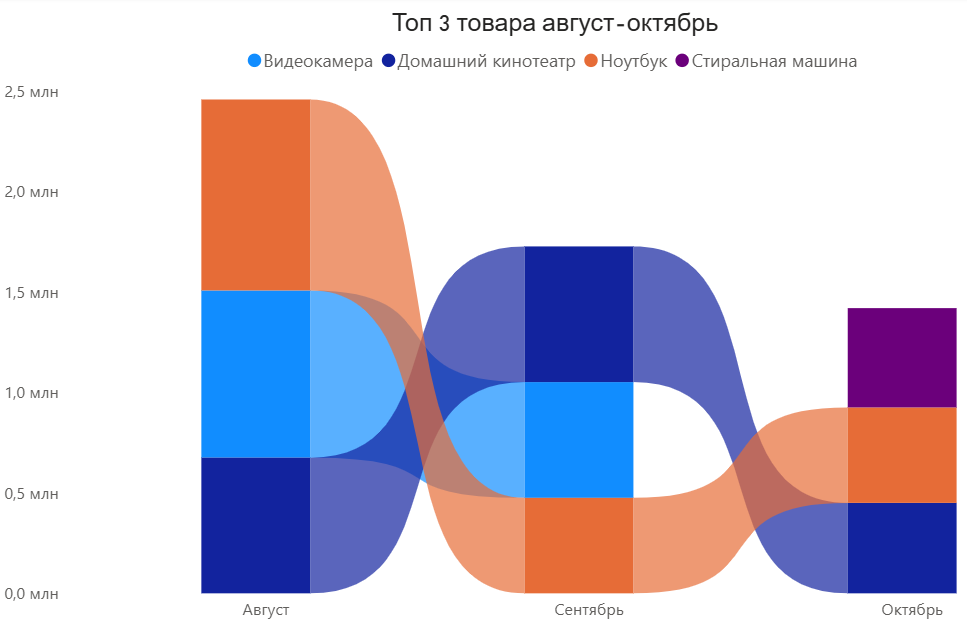 Топ 3 товара август-октябрь
Видеокамера Домашний кинотеатр Ноутбук Стиральная машина
2,5 млн
2,0 млн
1,5 млн
1,0 млн
0,5 млн
0,0 млн
Август Сентябрь Октябрь